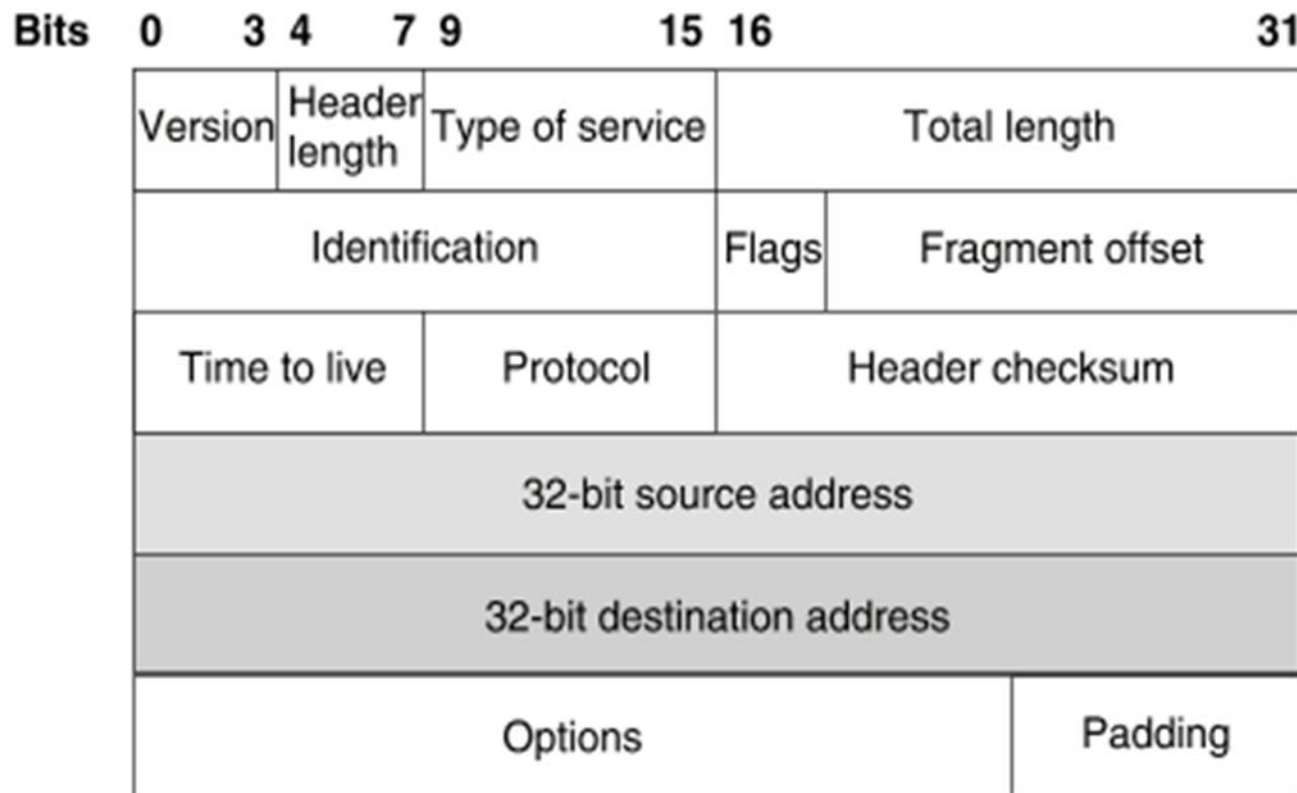 Bits 0 3 4 7 9 15 16 31
Version Header length Type of service Total length
Identification Flags Fragment offset
Time to live Protocol Header checksum
32-bit source address
32-bit destination address
Options Padding